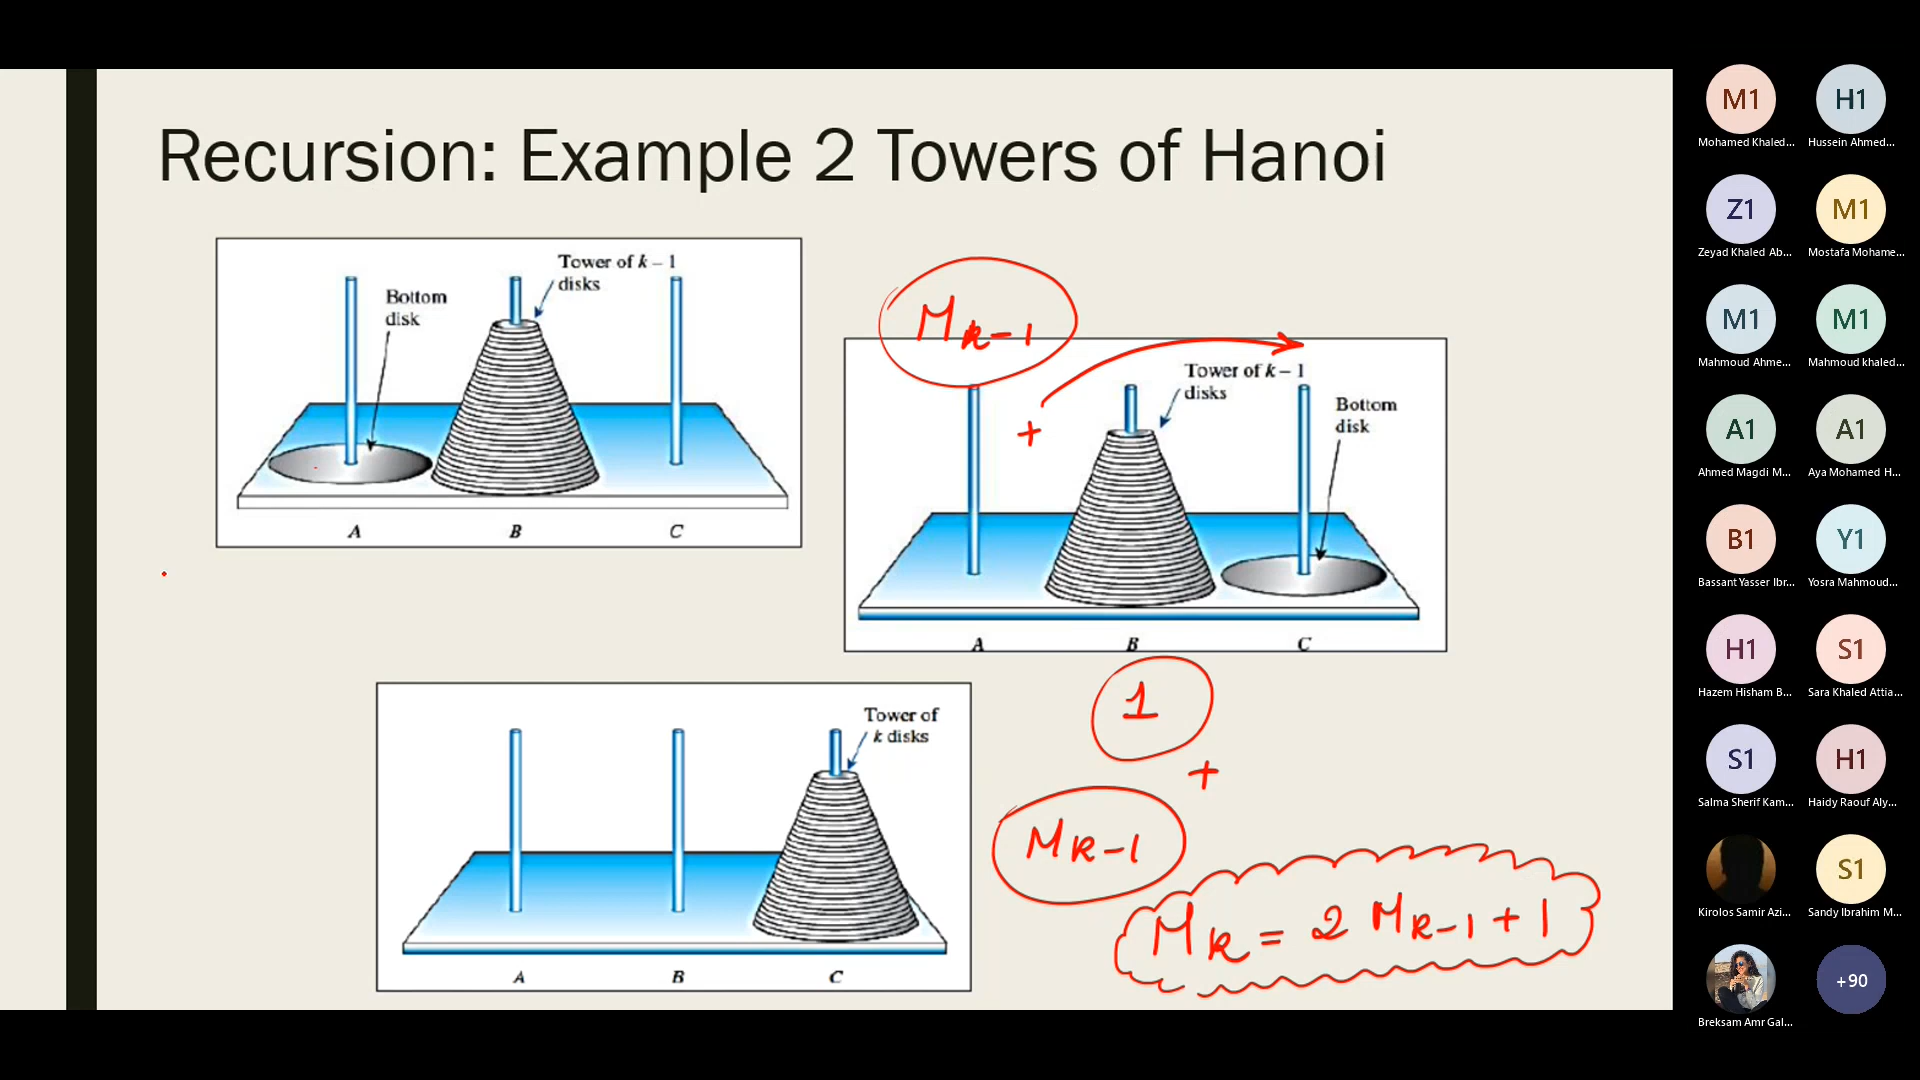 Recursion: Example 2 Towers of Hanoi
Tower of k – 1
disks
Bottom
disk
A B C
M k-1
+
Tower of k – 1
disks
Bottom
disk
A B C
1
+
M k-1
Tower of
k disks
A B C
M k = 2 M k-1 + 1
M1 H1
Mohamed Khaled... Hussein Ahmed...
Z1 M1
Zeyad Khaled Ab... Mostafa Mohame...
M1 M1
Mahmoud Ahme... Mahmoud khaled...
A1 A1
Ahmed Magdi M... Aya Mohamed H...
B1 Y1
Bassant Yasser Ibr... Yosra Mahmoud...
H1 S1
Hazem Hisham B... Sara Khaled Attia...
S1 H1
Salma Sherif Kam... Haidy Raouf Aly...
S1
Kirolos Samir Azi... Sandy Ibrahim M...
+90
Breksam Amr Gal...